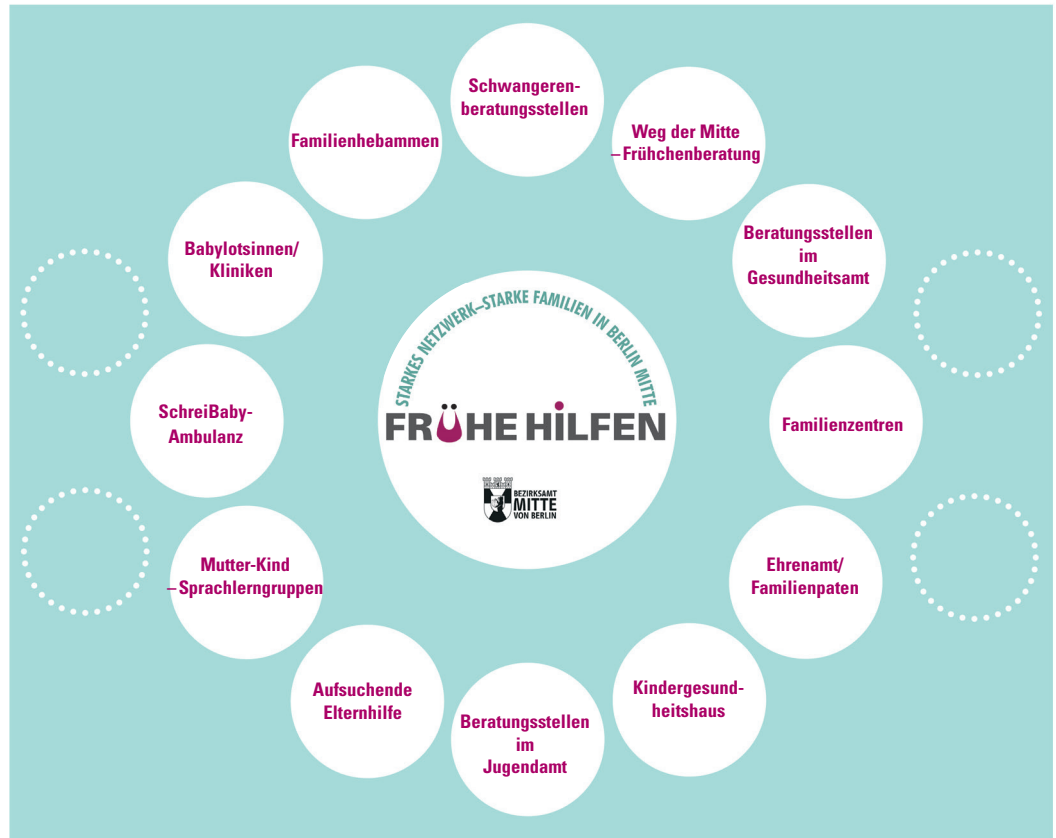 Schwangeren-
beratungsstellen
Weg der Mitte
–Frühchenberatung
Beratungsstellen
im
Gesundheitsamt
Familienzentren
Ehrenamt/
Familienpaten
Kindergesund-
heitshaus
Beratungsstellen
im
Jugendamt
Aufsuchende
Elternhilfe
Mutter-Kind
–Sprachlerngruppen
SchreiBaby-
Ambulanz
Babylotsinnen/
Kliniken
Familienhebammen
STARKES NETZWERK–STARKE FAMILIEN IN BERLIN MITTE
FRÜHE HiLFEN
BEZIRKSAMT
MITTE
VON BERLIN